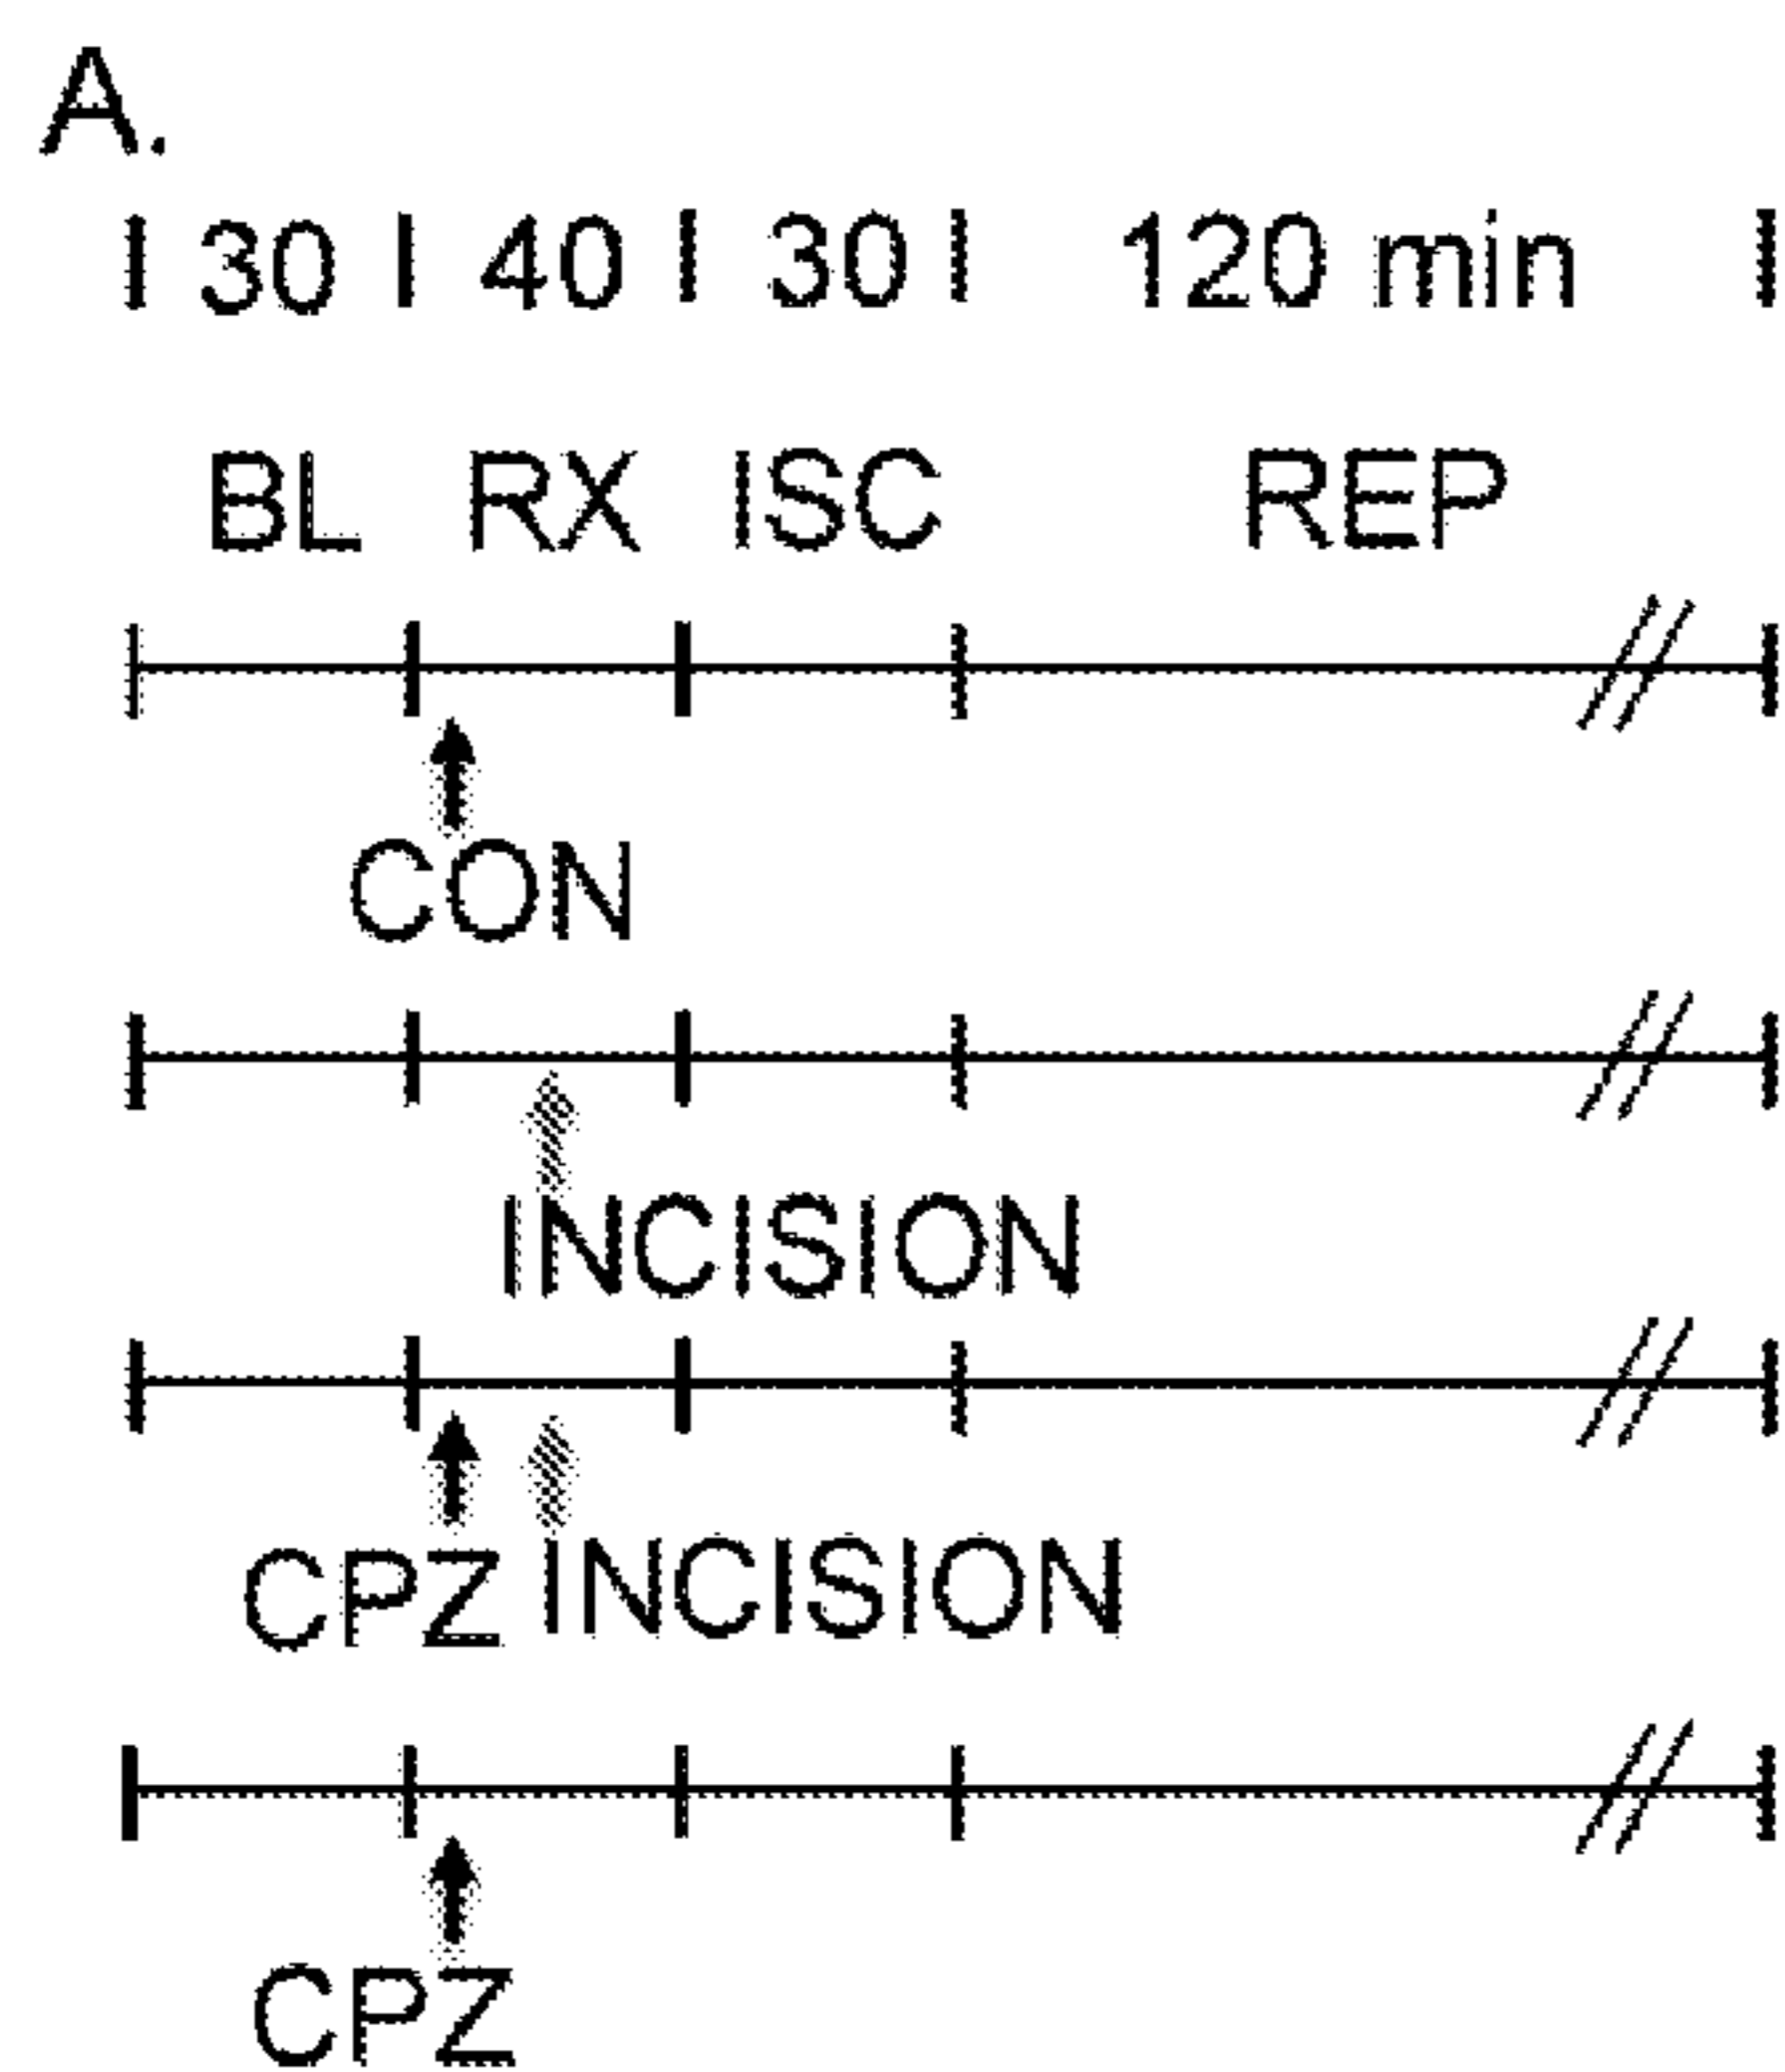 A.
30 40 30 120 min
BL RX ISC REP
CON
INCISION
CPZ INCISION
CPZ